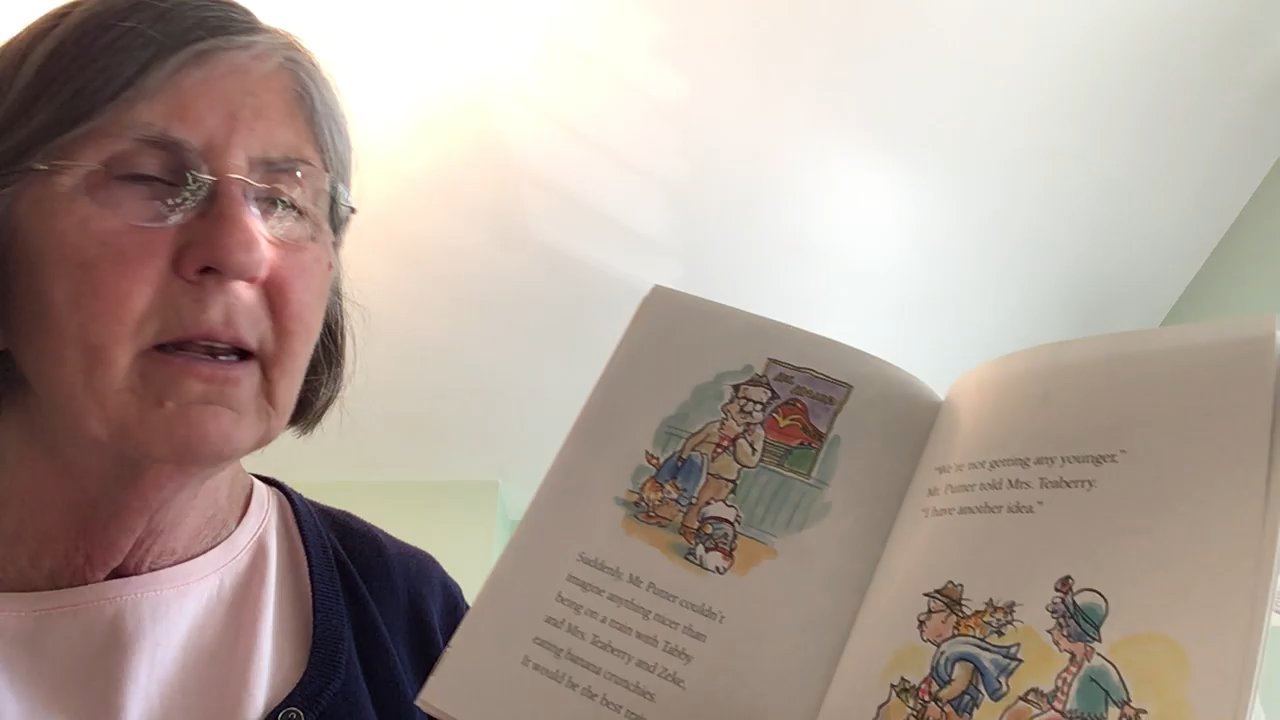 Suddenly, Mr. Putter couldn't
imagine anything nicer than
being on a train with Tabby
and Mrs. Teaberry and Zeke,
eating banana crunchies.
It would be the best train
"We're not getting any younger,"
Mr. Putter told Mrs. Teaberry.
"I have another idea."